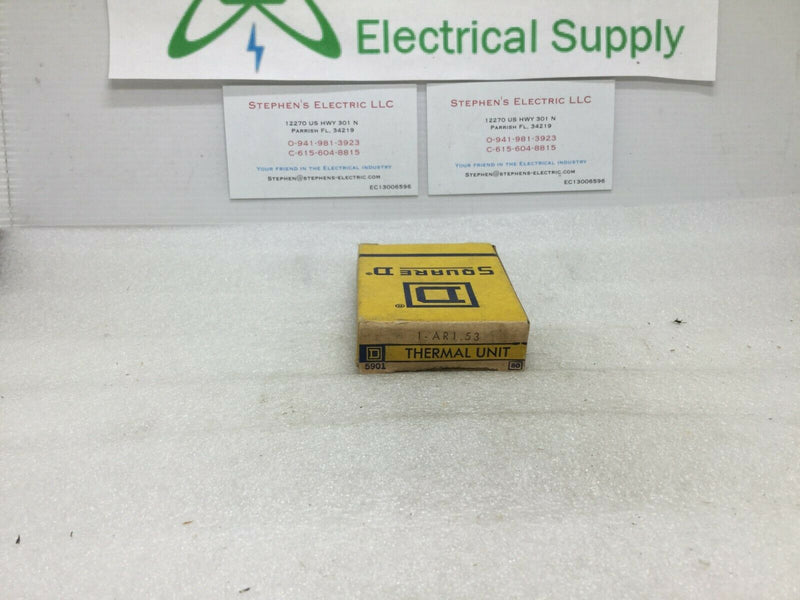 Electrical Supply
STEPHEN'S ELECTRIC LLC
12270 US HWY 301 N
PARRISH FL, 34219
O-941-981-3923
C-615-604-8815
YOUR FRIEND IN THE ELECTRICAL INDUSTRY
STEPHEN@STEPHENS-ELECTRIC.COM
EC13006596
STEPHEN'S ELECTRIC LLC
12270 US HWY 301 N
PARRISH FL, 34219
O-941-981-3923
C-615-604-8815
YOUR FRIEND IN THE ELECTRICAL INDUSTRY
STEPHEN@STEPHENS-ELECTRIC.COM
EC13006596
SQUARE D®
D®
1-AR1.53
D THERMAL UNIT
5901